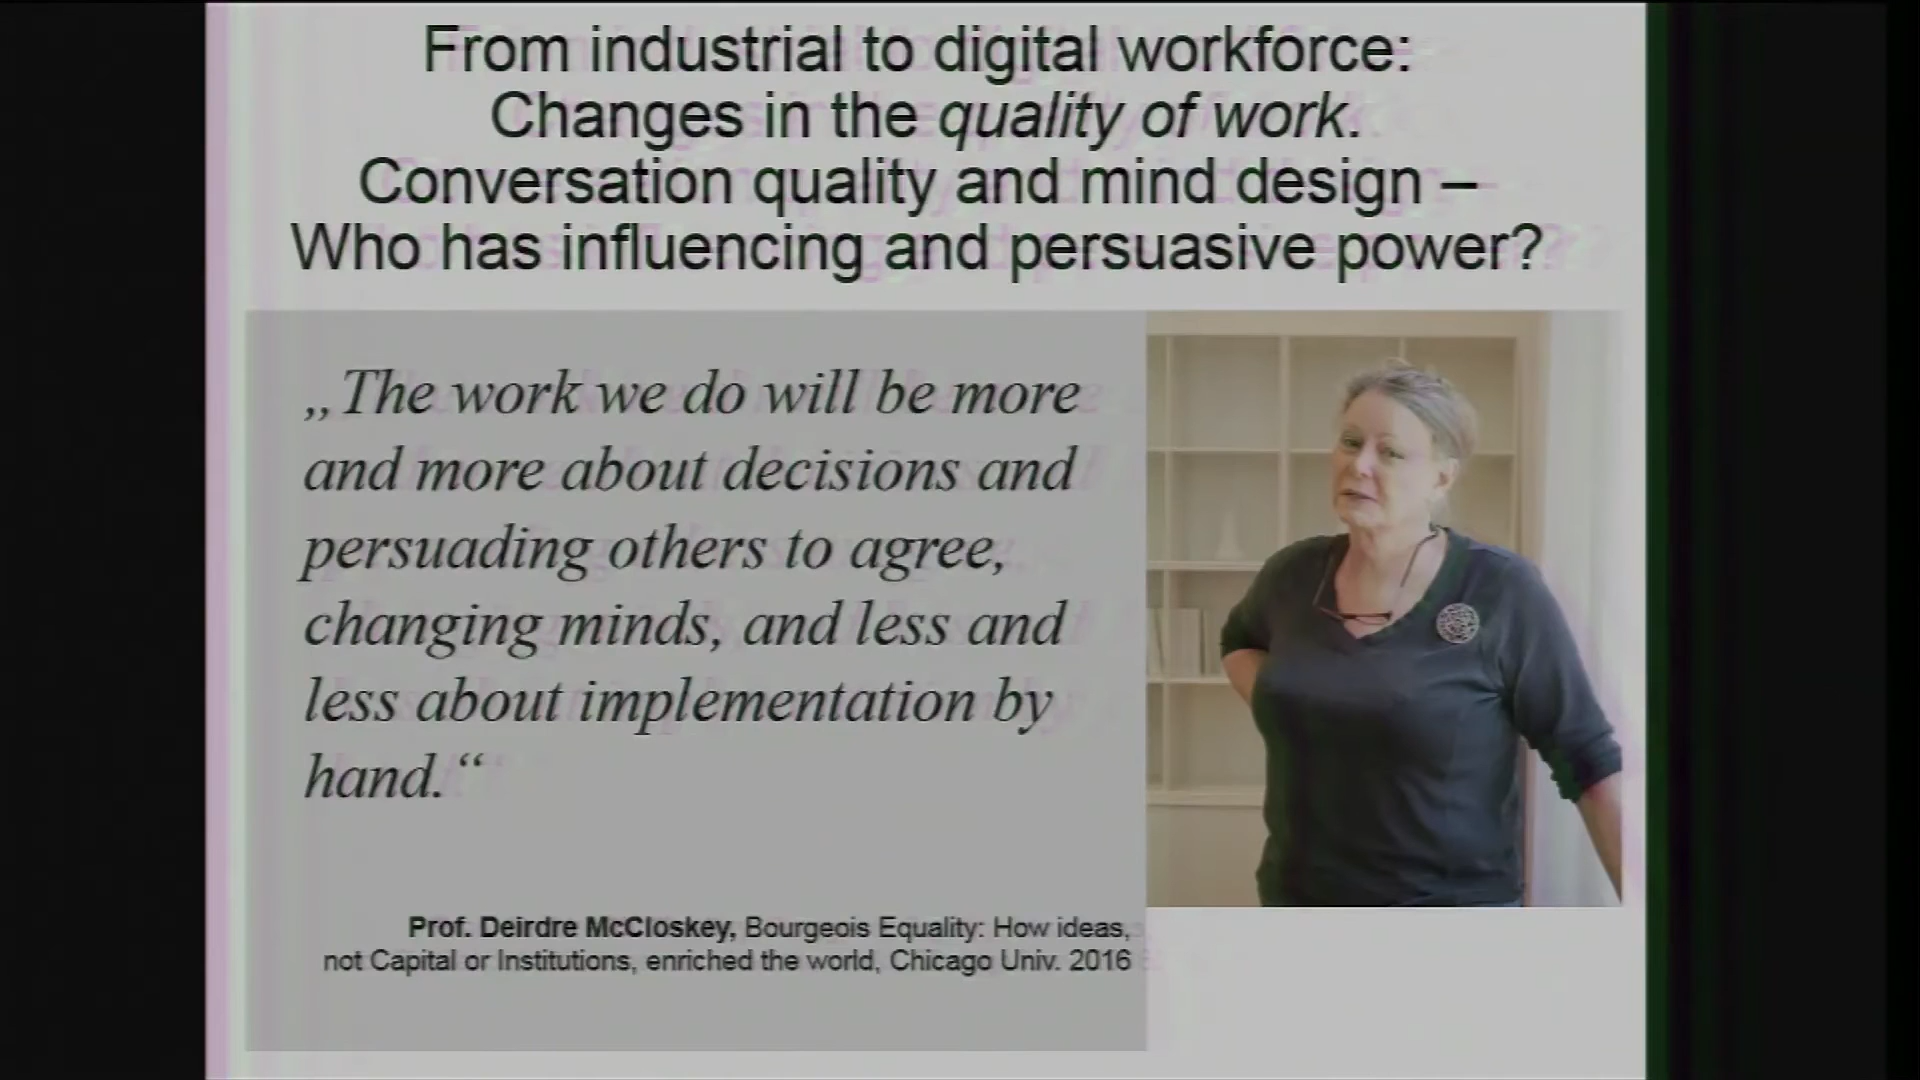 From industrial to digital workforce:
Changes in the quality of work.
Conversation quality and mind design –
Who has influencing and persuasive power?
„The work we do will be more
and more about decisions and
persuading others to agree,
changing minds, and less and
less about implementation by
hand.“
Prof. Deirdre McCloskey, Bourgeois Equality: How ideas,
not Capital or Institutions, enriched the world, Chicago Univ. 2016